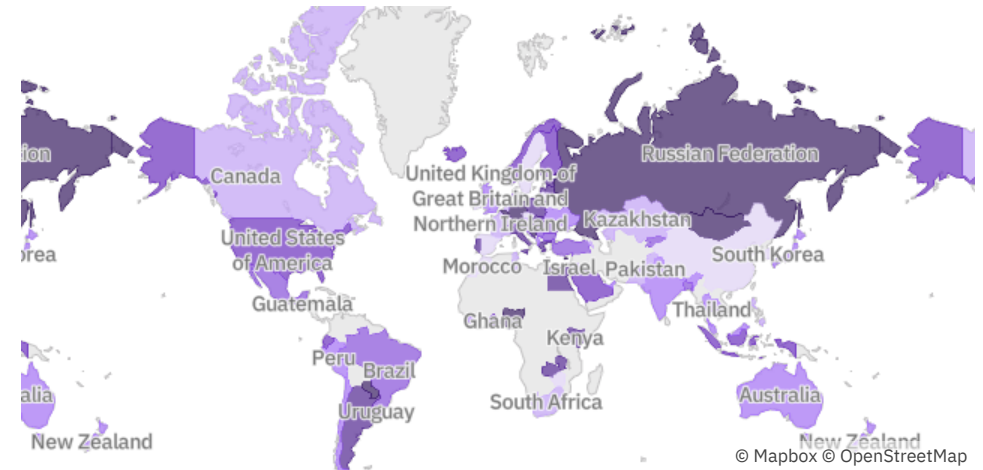 Russian Federation
ion
Canada
United Kingdom of
Great Britain and
Northern Ireland
Kazakhstan
United States
of America
South Korea
orea
Morocco
Israel
Pakistan
Guatemala
Thailand
Ghana
Kenya
Peru
Brazil
South Africa
Uruguay
Australia
alia
New Zealand
New Zealand
© Mapbox © OpenStreetMap